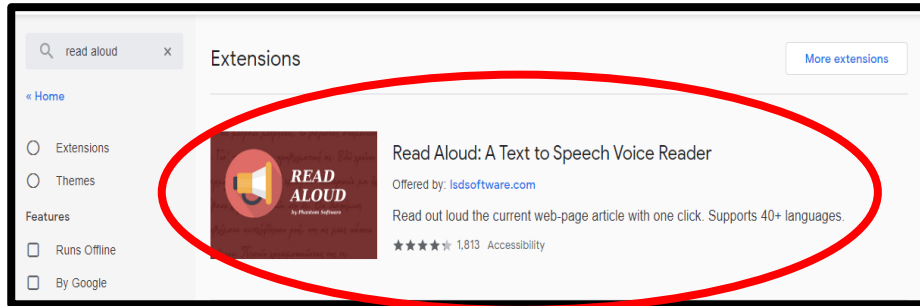 read aloud ×
« Home
Extensions
Themes
Features
Runs Offline
By Google
Extensions
More extensions
READ
ALOUD
by Phantom Software
Read Aloud: A Text to Speech Voice Reader
Offered by: lsdsoftware.com
Read out loud the current web-page article with one click. Supports 40+ languages.
1,813 Accessibility